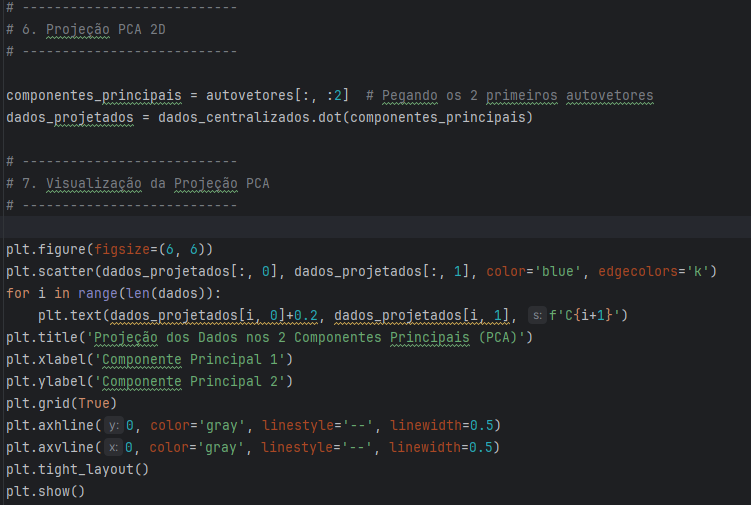 # ---------------------------
# 6. Projeção PCA 2D
# ---------------------------
componentes_principais = autovetores[:, :2]  # Pegando os 2 primeiros autovetores
dados_projetados = dados_centralizados.dot(componentes_principais)
# ---------------------------
# 7. Visualização da Projeção PCA
# ---------------------------
plt.figure(figsize=(6, 6))
plt.scatter(dados_projetados[:, 0], dados_projetados[:, 1], color='blue', edgecolors='k')
for i in range(len(dados)):
    plt.text(dados_projetados[i, 0]+0.2, dados_projetados[i, 1], s: f'C{i+1}')
plt.title('Projeção dos Dados nos 2 Componentes Principais (PCA)')
plt.xlabel('Componente Principal 1')
plt.ylabel('Componente Principal 2')
plt.grid(True)
plt.axhline(y: 0, color='gray', linestyle='--', linewidth=0.5)
plt.axvline(x: 0, color='gray', linestyle='--', linewidth=0.5)
plt.tight_layout()
plt.show()